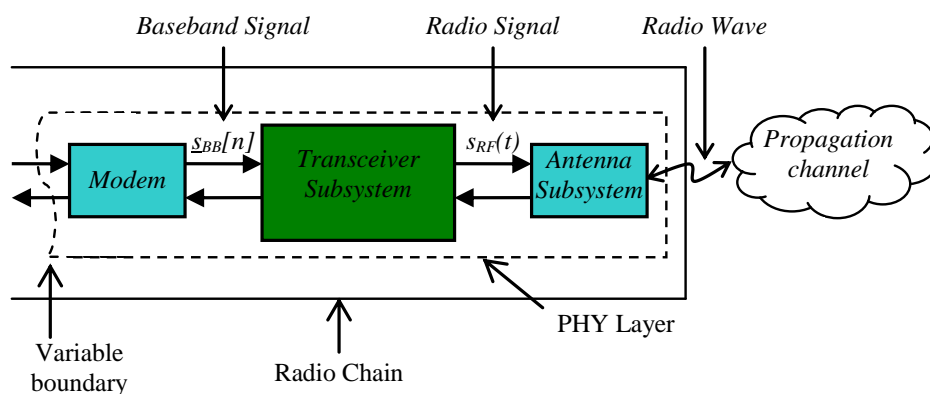 Baseband Signal
Radio Signal
Radio Wave
s_BB[n]
s_RF(t)
Modem
Transceiver
Subsystem
Antenna
Subsystem
Propagation
channel
PHY Layer
Variable
boundary
Radio Chain